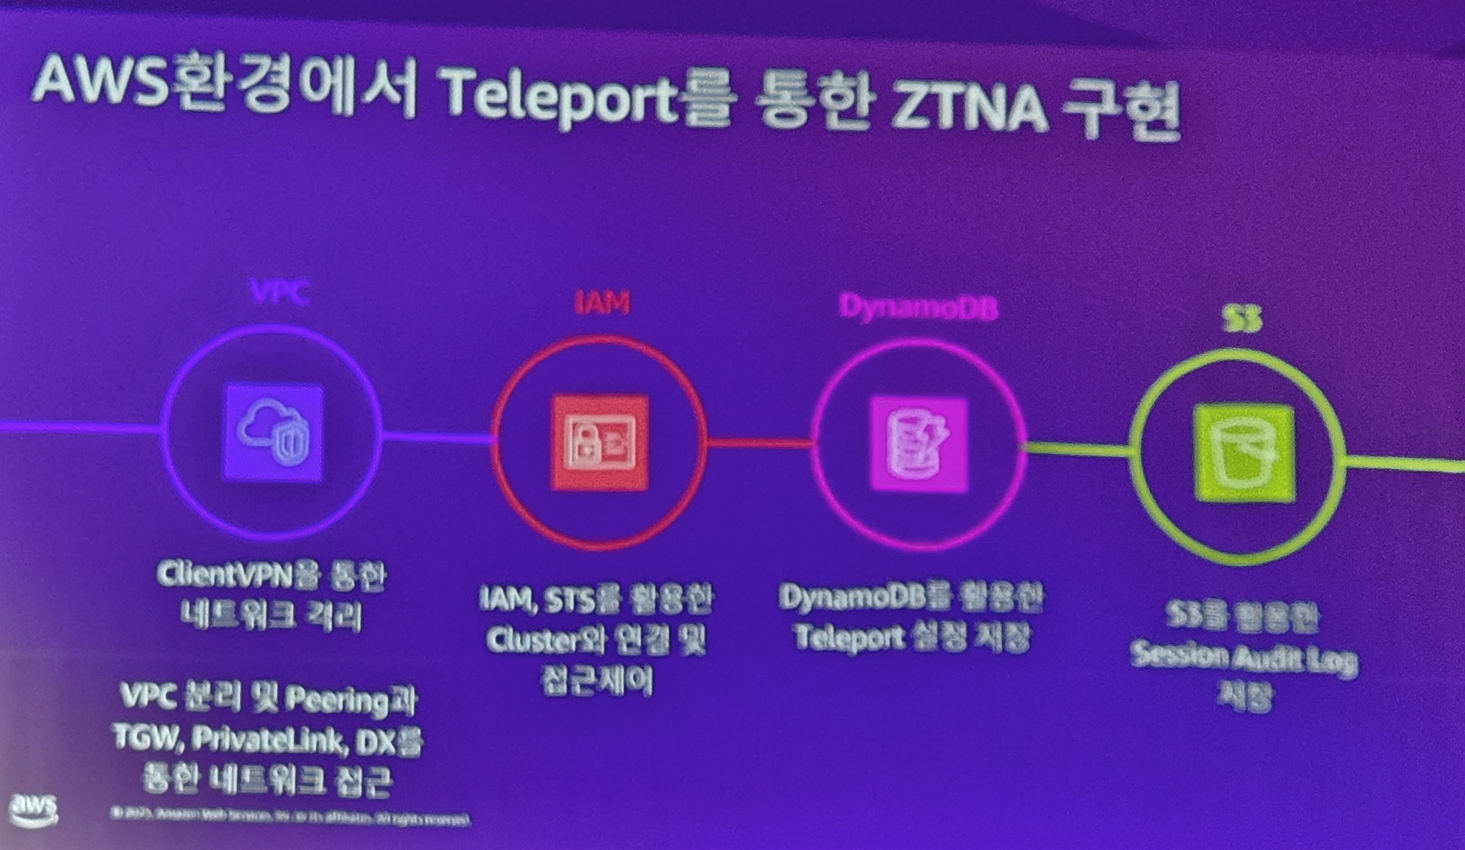 AWS환경에서 Teleport를 통한 ZTNA 구현
VPC
IAM
DynamoDB
S3
ClientVPN을 통한
네트워크 격리
VPC 분리 및 Peering과
TGW, PrivateLink, DX를
통한 네트워크 접근
IAM, STS를 활용한
Cluster와 연결 및
접근제어
DynamoDB를 활용한
Teleport 설정 저장
S3를 활용한
Session Audit Log
저장
aws
© 2025, Amazon Web Services, Inc. or its affiliates. All rights reserved.